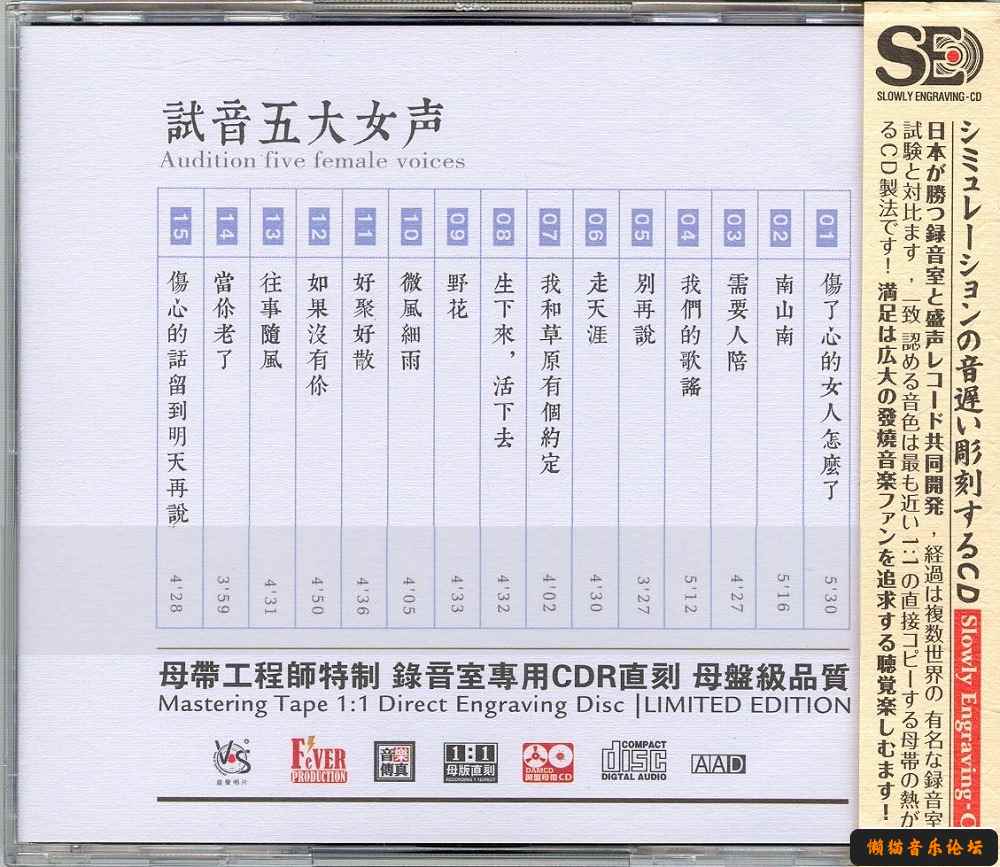 試音五大女声
Audition five female voices
01 傷了心的女人怎麼了 5'30
02 南山南 5'16
03 需要人陪 4'27
04 我們的歌謠 5'12
05 別再說 3'27
06 走天涯 4'30
07 我和草原有個約定 4'02
08 生下來，活下去 4'32
09 野花 4'33
10 微風細雨 4'05
11 好聚好散 4'36
12 如果沒有你 4'50
13 往事隨風 4'31
14 當你老了 3'59
15 傷心的話留到明天再說 4'28
母帶工程師特制 錄音室專用CDR直刻 母盤級品質
Mastering Tape 1:1 Direct Engraving Disc |LIMITED EDITION
VS
FEVER
PRODUCTION
音樂
傳真
1:1
母版直刻
DAMCD
COMPACT
disc
DIGITAL AUDIO
AAD
SE
SLOWLY ENGRAVING-CD
シミュレーションの音遅い彫刻するCD Slowly Engraving-C
日本が勝つ録音室と盛声レコード共同開発，経過は複数世界の 有名な録音室
試験と対比ます，一致 認める音色は最も近い 1:1 の直接コピーする母帯の熱が
るCD製法です！満足は広大の發燒音楽ファンを追求する聴覚楽しむます！
懒猫音乐论坛